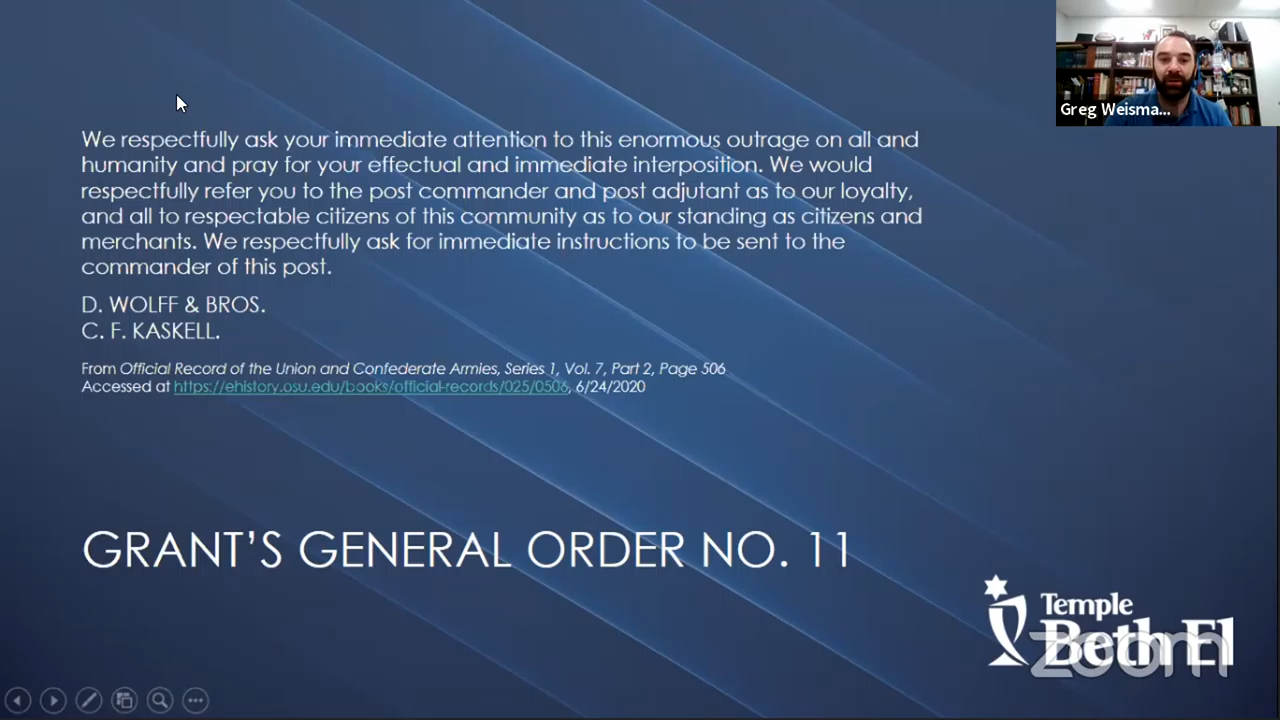 Greg Weisma...
We respectfully ask your immediate attention to this enormous outrage on all and
humanity and pray for your effectual and immediate interposition. We would
respectfully refer you to the post commander and post adjutant as to our loyalty,
and all to respectable citizens of this community as to our standing as citizens and
merchants. We respectfully ask for immediate instructions to be sent to the
commander of this post.
D. WOLFF & BROS.
C. F. KASKELL.
From Official Record of the Union and Confederate Armies, Series 1, Vol. 7, Part 2, Page 506
Accessed at https://ehistory.osu.edu/books/official-records/025/0506, 6/24/2020
GRANT'S GENERAL ORDER NO. 11
Temple
Beth El
zoom